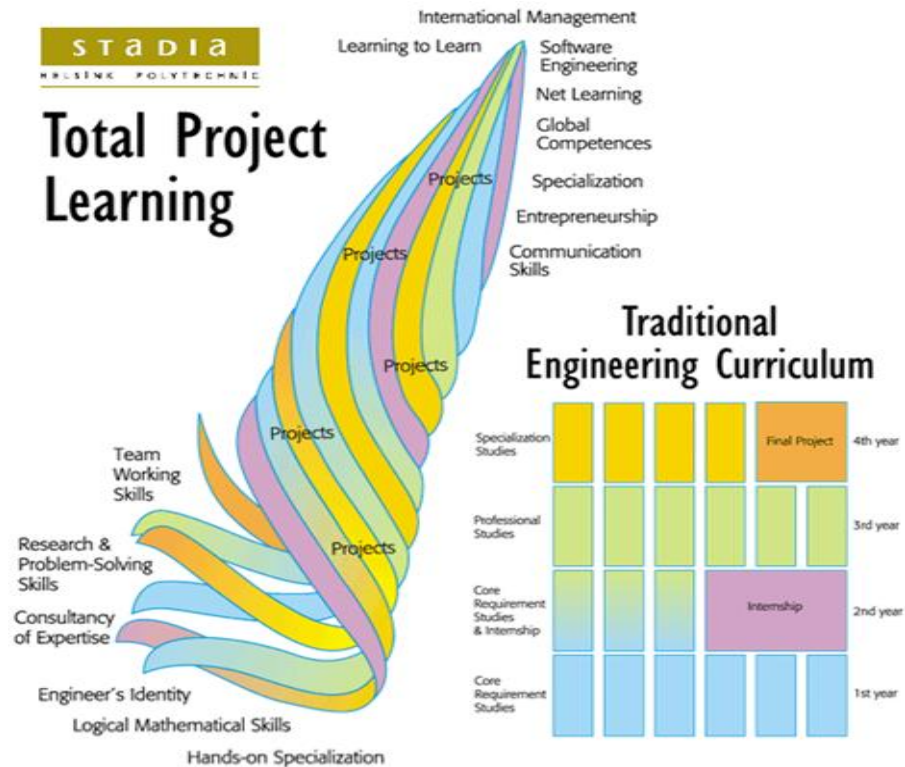 STADIA
HELSINKI POLYTECHNIC
Total Project
Learning
International Management
Learning to Learn
Software
Engineering
Net Learning
Global
Competences
Specialization
Entrepreneurship
Communication
Skills
Projects
Projects
Projects
Projects
Projects
Team
Working
Skills
Research &
Problem-Solving
Skills
Consultancy
of Expertise
Engineer's Identity
Logical Mathematical Skills
Hands-on Specialization
Traditional
Engineering Curriculum
Specialization
Studies
Final Project
4th year
Professional
Studies
3rd year
Core
Requirement
Studies
& Internship
Internship
2nd year
Core
Requirement
Studies
1st year